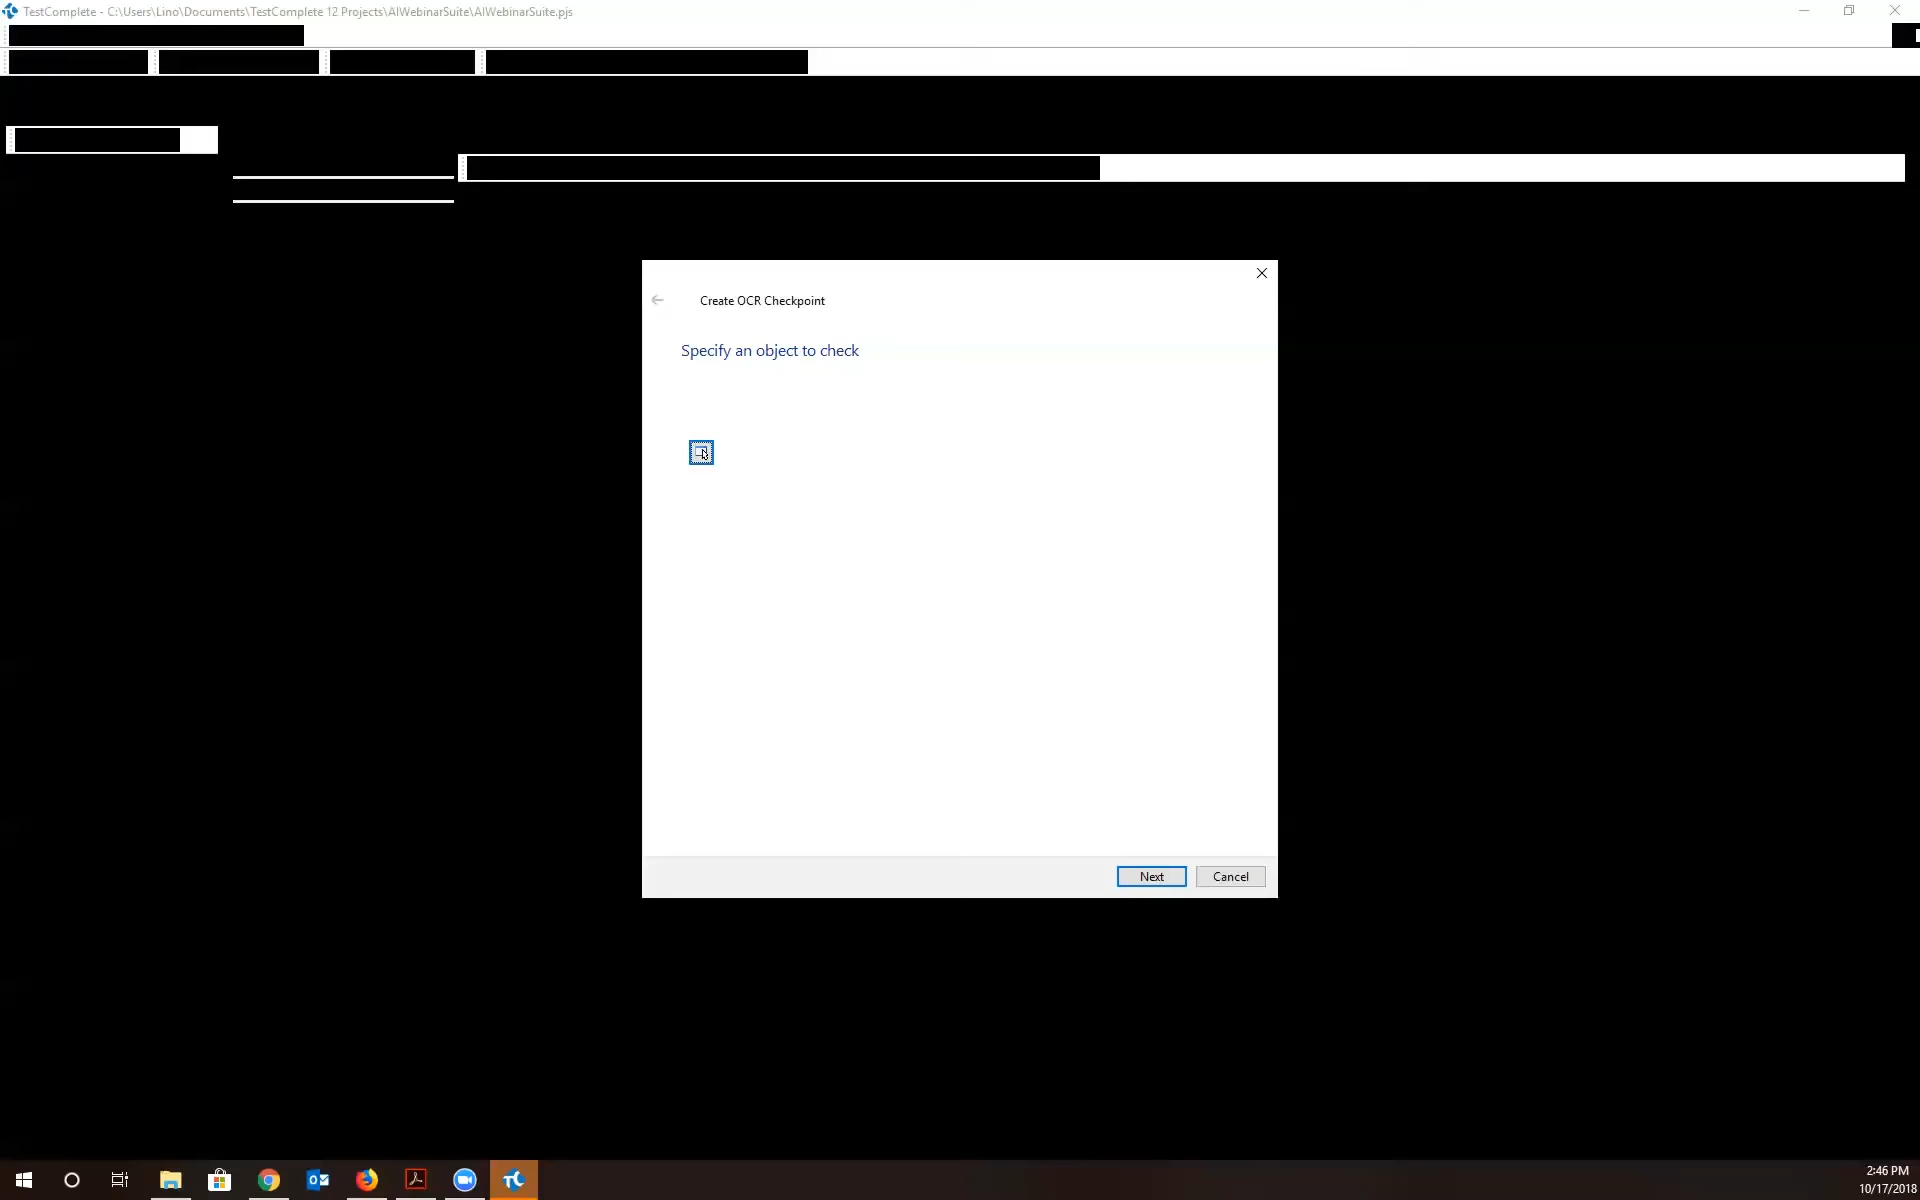 TestComplete - C:\Users\Lino\Documents\TestComplete 12 Projects\AIWebinarSuite\AIWebinarSuite.pjs
Create OCR Checkpoint
Specify an object to check
Next
Cancel
2:46 PM
10/17/2018